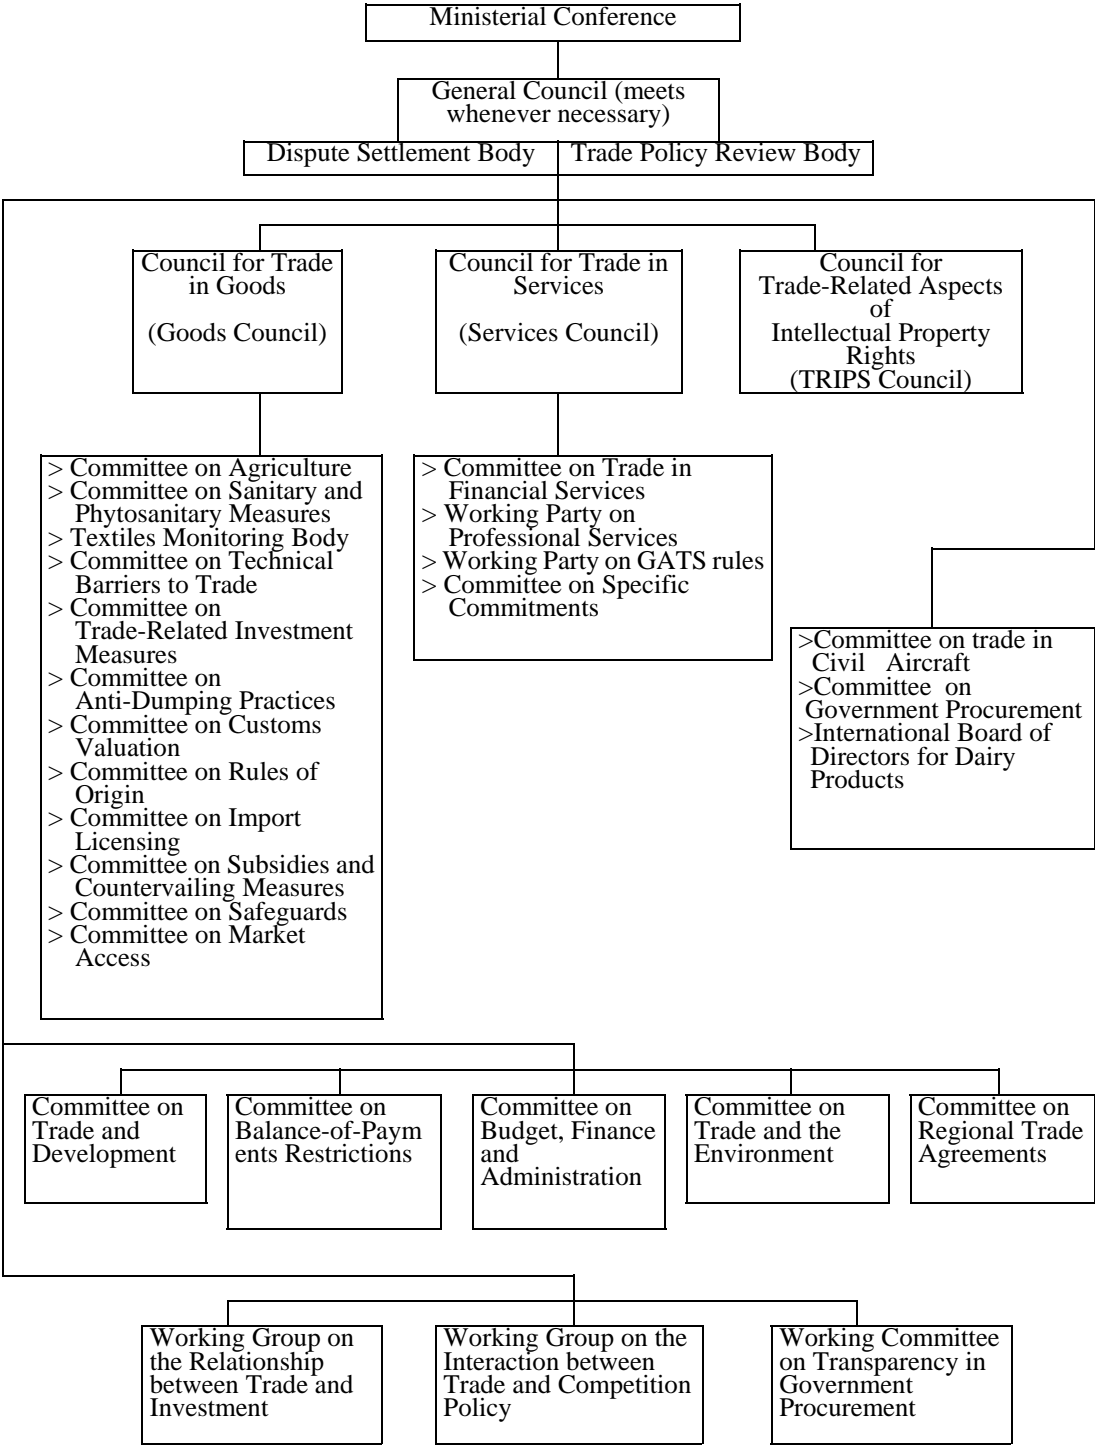 Ministerial Conference
General Council (meets
whenever necessary)
Dispute Settlement Body
Trade Policy Review Body
Council for Trade
in Goods
(Goods Council)
Council for Trade in
Services
(Services Council)
Council for
Trade-Related Aspects
of
Intellectual Property
Rights
(TRIPS Council)
> Committee on Agriculture
> Committee on Sanitary and
Phytosanitary Measures
> Textiles Monitoring Body
> Committee on Technical
Barriers to Trade
> Committee on
Trade-Related Investment
Measures
> Committee on
Anti-Dumping Practices
> Committee on Customs
Valuation
> Committee on Rules of
Origin
> Committee on Import
Licensing
> Committee on Subsidies and
Countervailing Measures
> Committee on Safeguards
> Committee on Market
Access
> Committee on Trade in
Financial Services
> Working Party on
Professional Services
> Working Party on GATS rules
> Committee on Specific
Commitments
>Committee on trade in
Civil Aircraft
>Committee on
Government Procurement
>International Board of
Directors for Dairy
Products
Committee on
Trade and
Development
Committee on
Balance-of-Paym
ents Restrictions
Committee on
Budget, Finance
and
Administration
Committee on
Trade and the
Environment
Committee on
Regional Trade
Agreements
Working Group on
the Relationship
between Trade and
Investment
Working Group on the
Interaction between
Trade and Competition
Policy
Working Committee
on Transparency in
Government
Procurement